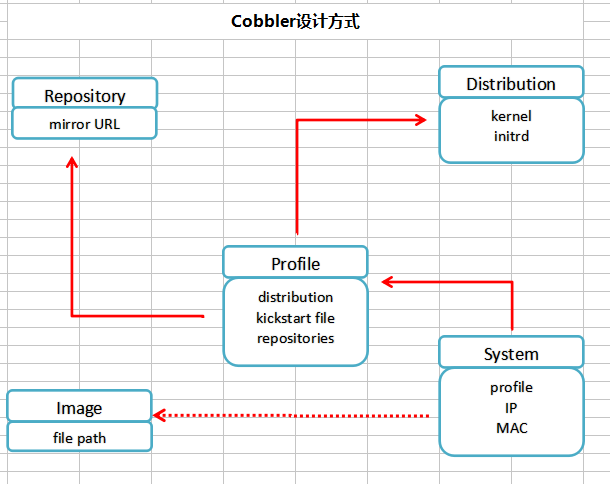 Cobbler设计方式
Repository
mirror URL
Distribution
kernel
initrd
Profile
distribution
kickstart file
repositories
System
profile
IP
MAC
Image
file path